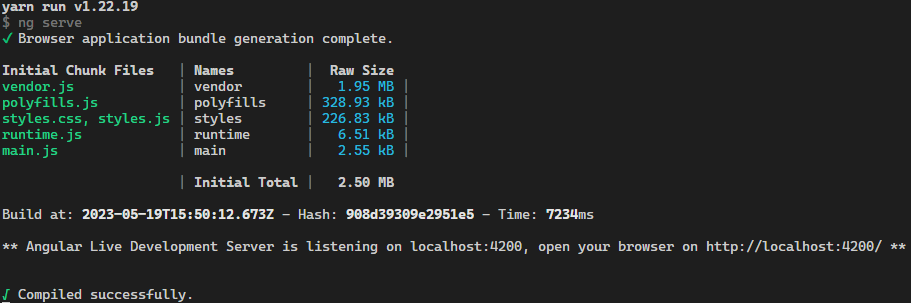 yarn run v1.22.19
$ ng serve
✓ Browser application bundle generation complete.
Initial Chunk Files | Names | Raw Size
vendor.js | vendor | 1.95 MB |
polyfills.js | polyfills | 328.93 kB |
styles.css, styles.js | styles | 226.83 kB |
runtime.js | runtime | 6.51 kB |
main.js | main | 2.55 kB |
| Initial Total | 2.50 MB
Build at: 2023-05-19T15:50:12.673Z - Hash: 908d39309e2951e5 - Time: 7234ms
** Angular Live Development Server is listening on localhost:4200, open your browser on http://localhost:4200/ **
√ Compiled successfully.